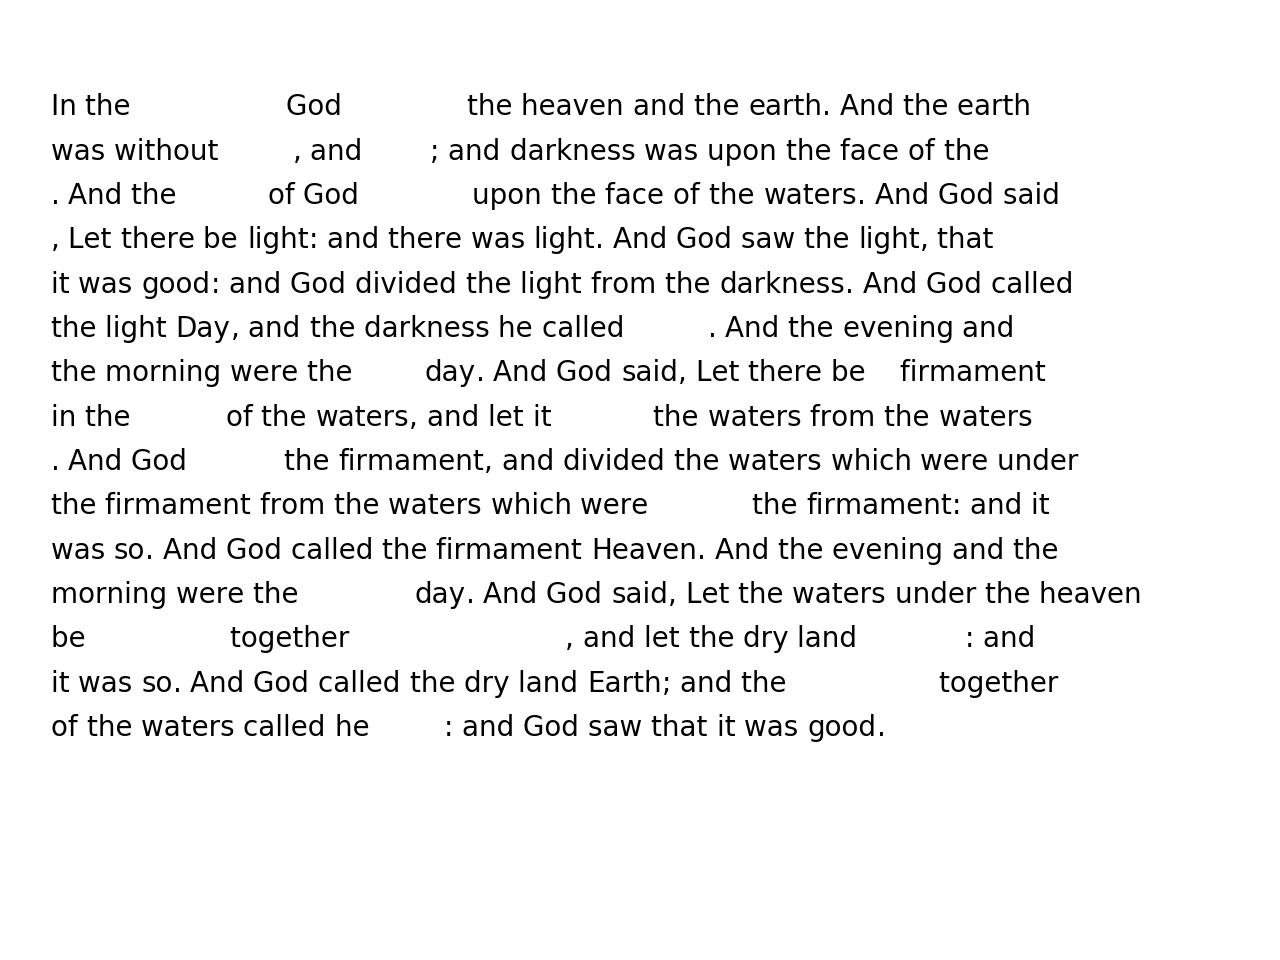 In the God the heaven and the earth. And the earth
was without , and ; and darkness was upon the face of the
. And the of God upon the face of the waters. And God said
, Let there be light: and there was light. And God saw the light, that
it was good: and God divided the light from the darkness. And God called
the light Day, and the darkness he called . And the evening and
the morning were the day. And God said, Let there be firmament
in the of the waters, and let it the waters from the waters
. And God the firmament, and divided the waters which were under
the firmament from the waters which were the firmament: and it
was so. And God called the firmament Heaven. And the evening and the
morning were the day. And God said, Let the waters under the heaven
be together , and let the dry land : and
it was so. And God called the dry land Earth; and the together
of the waters called he : and God saw that it was good.